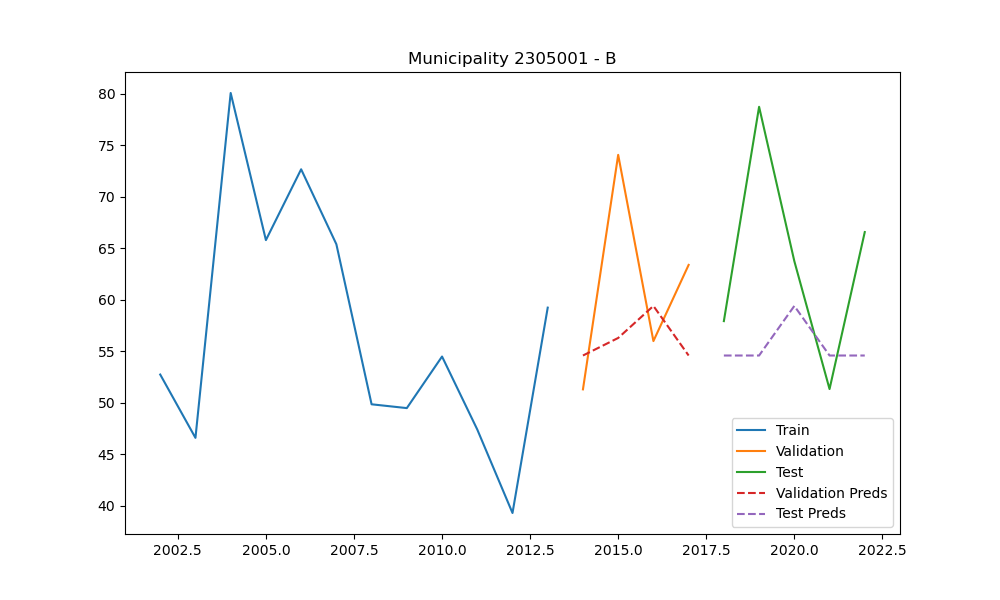 Municipality 2305001 - B
80
75
70
65
60
55
50
45
40
2002.5 2005.0 2007.5 2010.0 2012.5 2015.0 2017.5 2020.0 2022.5
Train
Validation
Test
Validation Preds
Test Preds